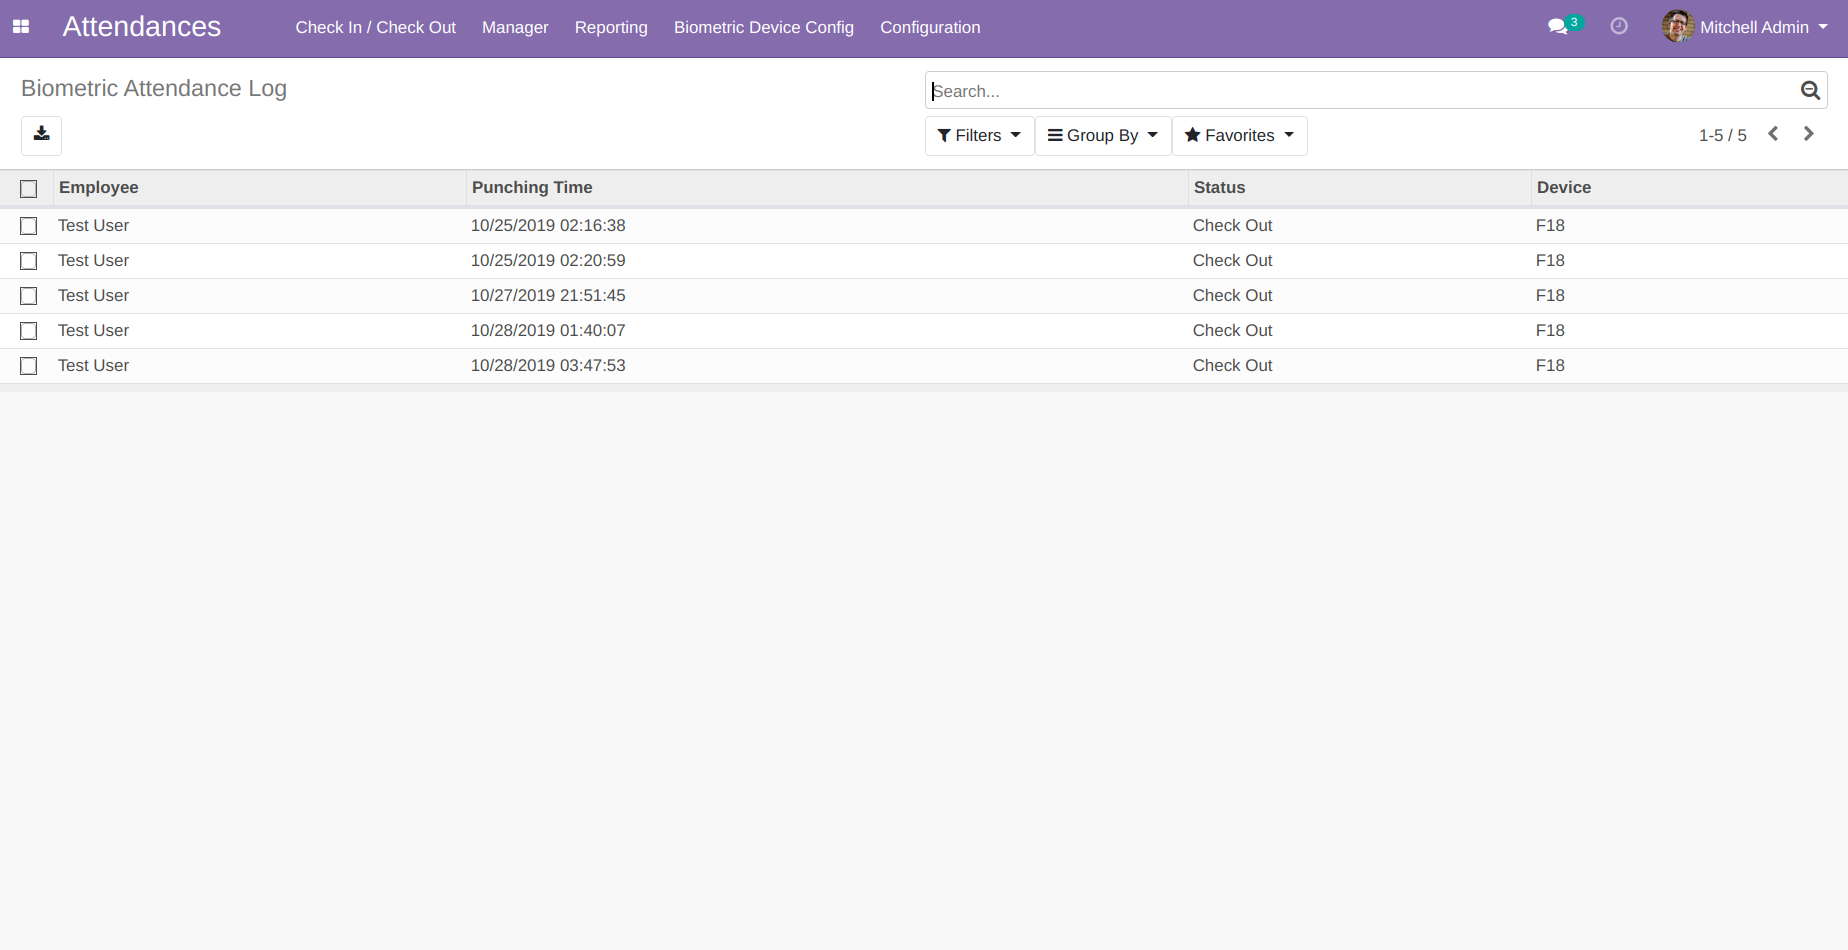 Attendances Check In / Check Out Manager Reporting Biometric Device Config Configuration 3 Mitchell Admin
Biometric Attendance Log Search...
Filters Group By Favorites 1-5 / 5
Employee Punching Time Status Device
Test User 10/25/2019 02:16:38 Check Out F18
Test User 10/25/2019 02:20:59 Check Out F18
Test User 10/27/2019 21:51:45 Check Out F18
Test User 10/28/2019 01:40:07 Check Out F18
Test User 10/28/2019 03:47:53 Check Out F18